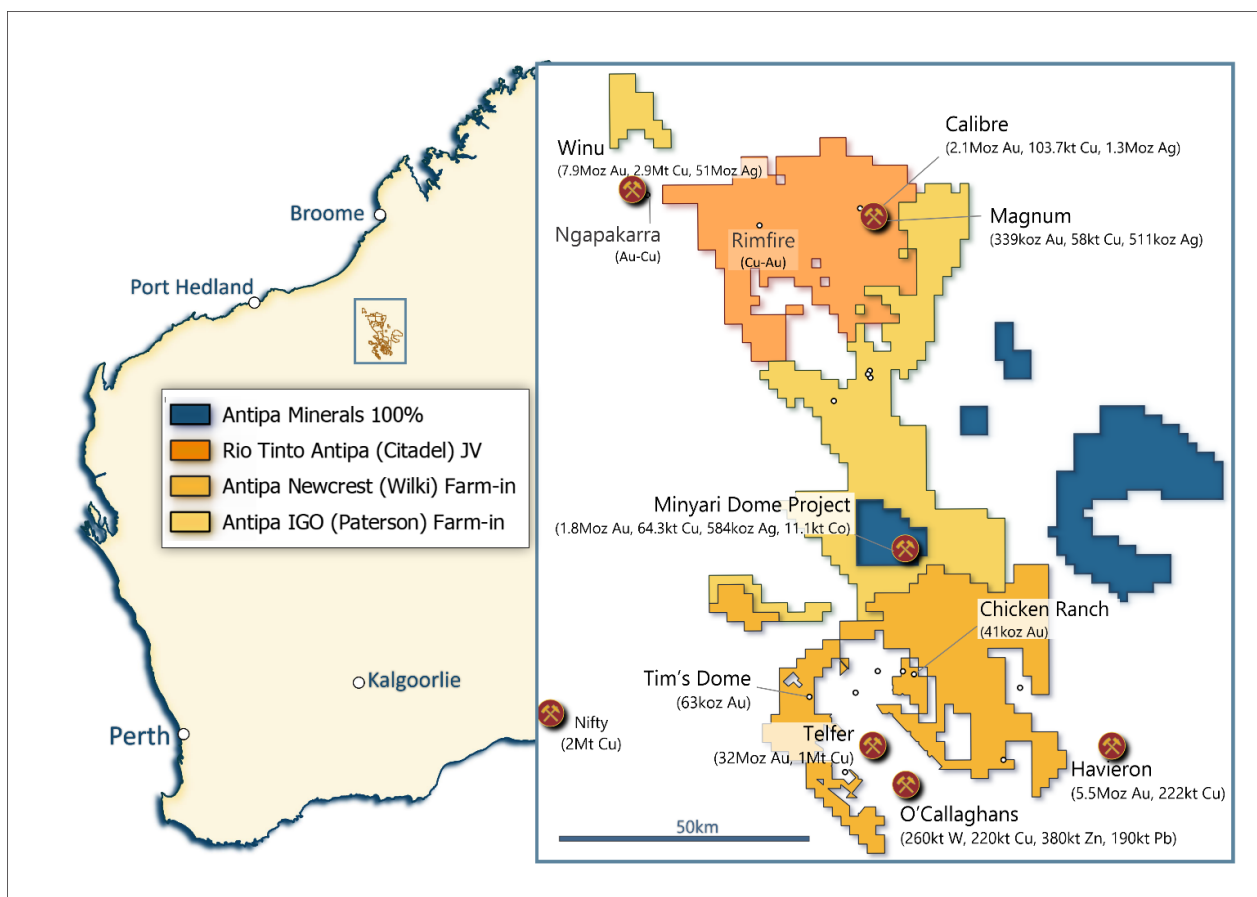 Broome
Port Hedland
Kalgoorlie
Perth
Antipa Minerals 100%
Rio Tinto Antipa (Citadel) JV
Antipa Newcrest (Wilki) Farm-in
Antipa IGO (Paterson) Farm-in
Winu
(7.9Moz Au, 2.9Mt Cu, 51Moz Ag)
Ngapakarra
(Au-Cu)
Rimfire
(Cu-Au)
Calibre
(2.1Moz Au, 103.7kt Cu, 1.3Moz Ag)
Magnum
(339koz Au, 58kt Cu, 511koz Ag)
Minyari Dome Project
(1.8Moz Au, 64.3kt Cu, 584koz Ag, 11.1kt Co)
Chicken Ranch
(41koz Au)
Tim's Dome
(63koz Au)
Nifty
(2Mt Cu)
Telfer
(32Moz Au, 1Mt Cu)
Havieron
(5.5Moz Au, 222kt Cu)
O'Callaghans
(260kt W, 220kt Cu, 380kt Zn, 190kt Pb)
50km